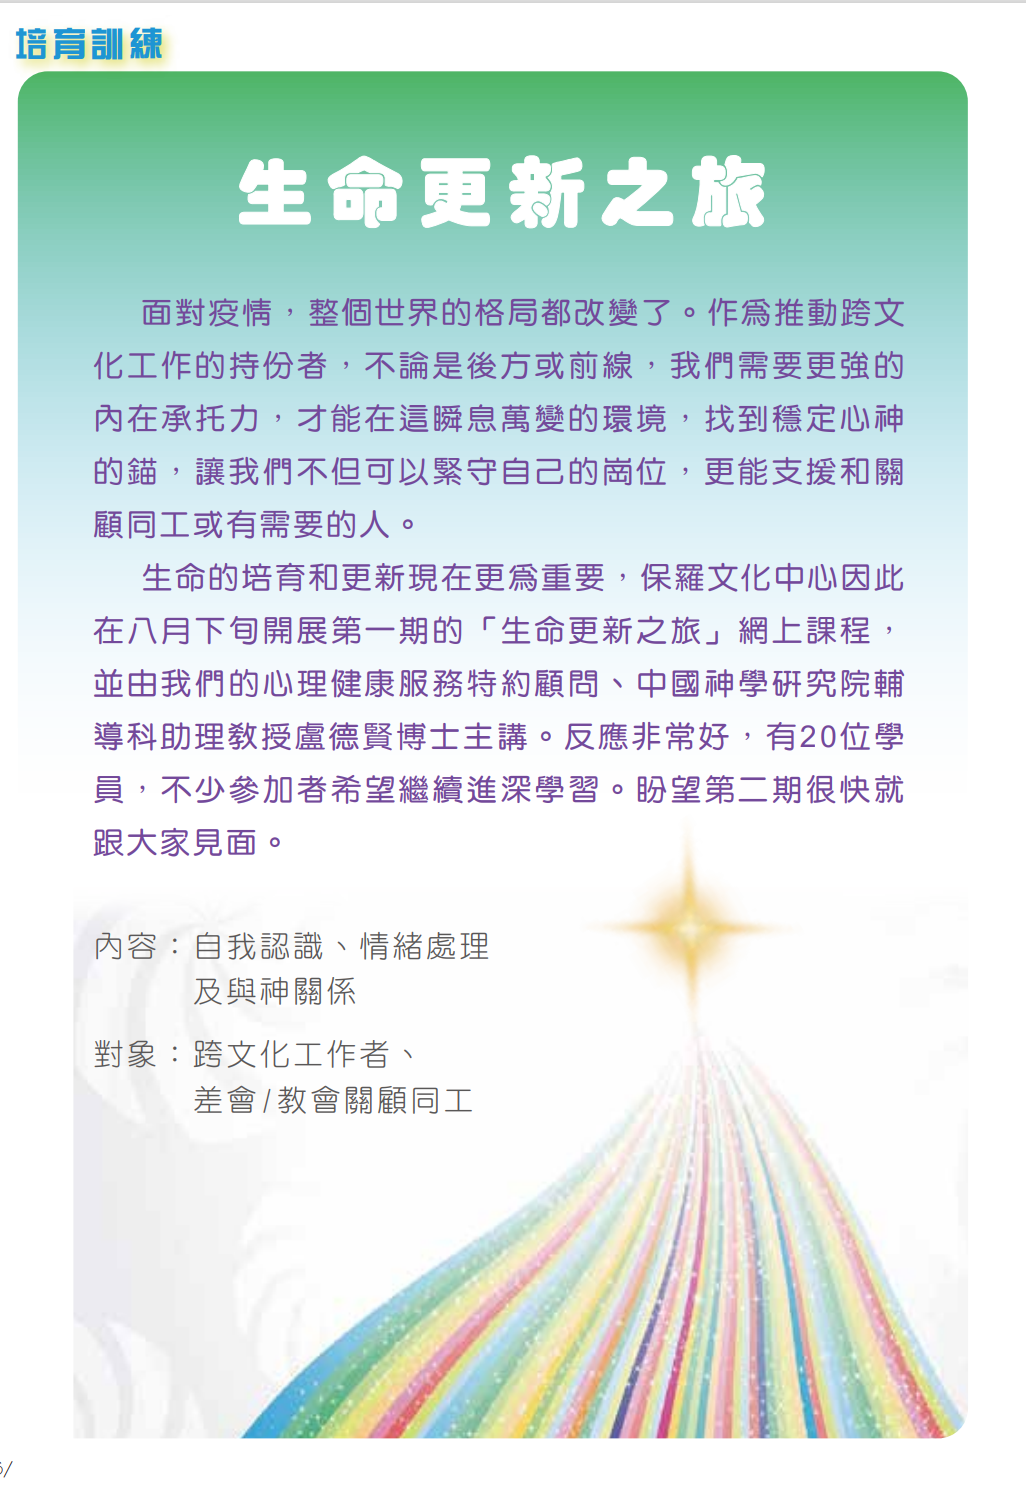 培育訓練
生命更新之旅
面對疫情，整個世界的格局都改變了。作為推動跨文
化工作的持份者，不論是後方或前線，我們需要更強的
內在承托力，才能在這瞬息萬變的環境，找到穩定心神
的錨，讓我們不但可以緊守自己的崗位，更能支援和關
顧同工或有需要的人。
生命的培育和更新現在更為重要，保羅文化中心因此
在八月下旬開展第一期的「生命更新之旅」網上課程，
並由我們的心理健康服務特約顧問、中國神學研究院輔
導科助理教授盧德賢博士主講。反應非常好，有20位學
員，不少參加者希望繼續進深學習。盼望第二期很快就
跟大家見面。
內容：自我認識、情緒處理
及與神關係
對象：跨文化工作者、
差會/教會關顧同工